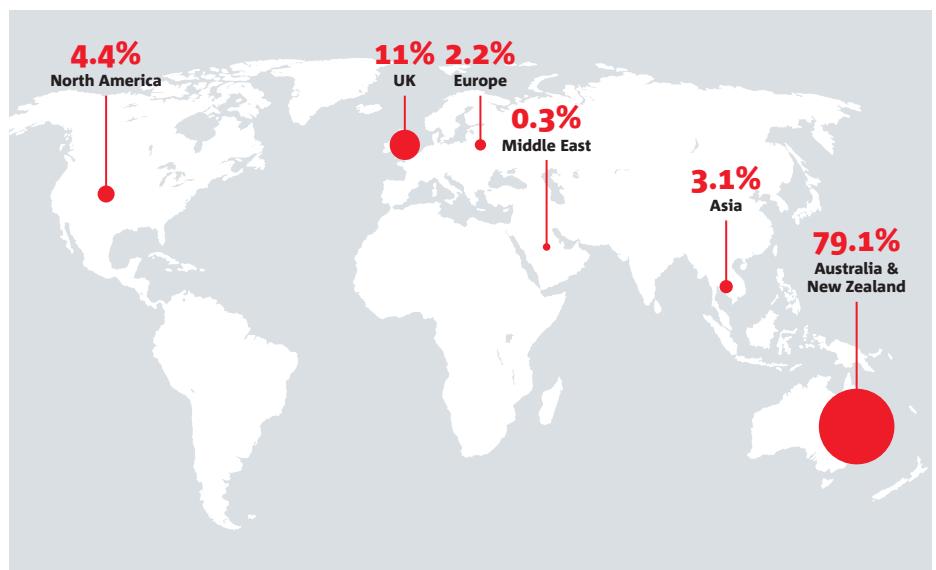 4.4%
North America
11%
UK
2.2%
Europe
0.3%
Middle East
3.1%
Asia
79.1%
Australia &
New Zealand